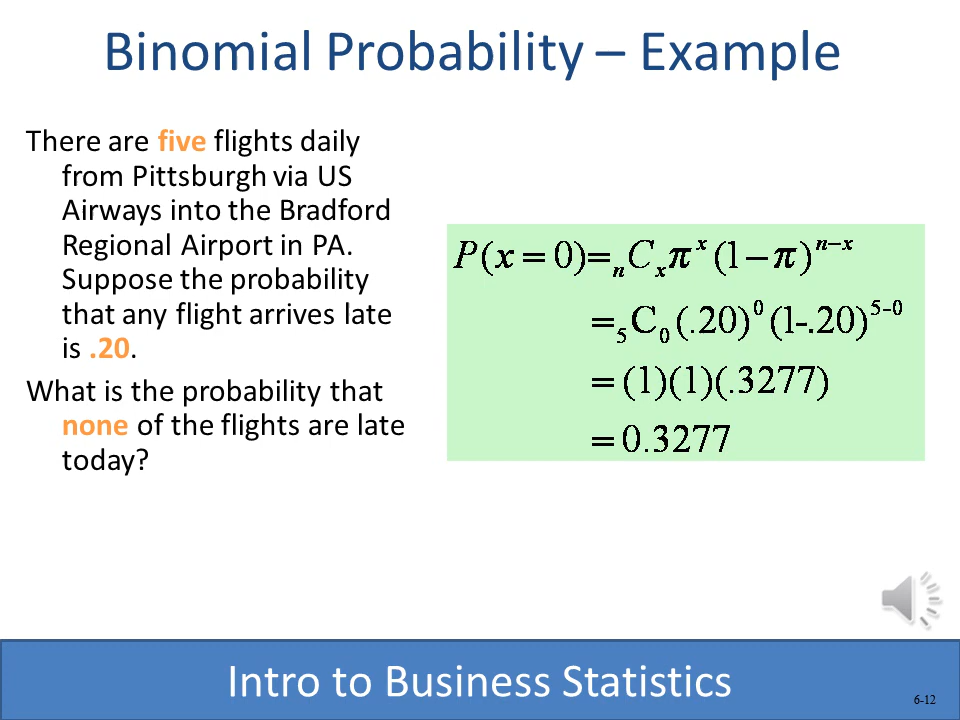 Binomial Probability – Example
There are five flights daily
from Pittsburgh via US
Airways into the Bradford
Regional Airport in PA.
Suppose the probability
that any flight arrives late
is .20.
What is the probability that
none of the flights are late
today?
P(x = 0)= ₙCₓ πˣ (1−π)ⁿ⁻ˣ
= ₅C₀ (.20)⁰ (1-.20)⁵⁻⁰
= (1)(1)(.3277)
= 0.3277
Intro to Business Statistics
6-12